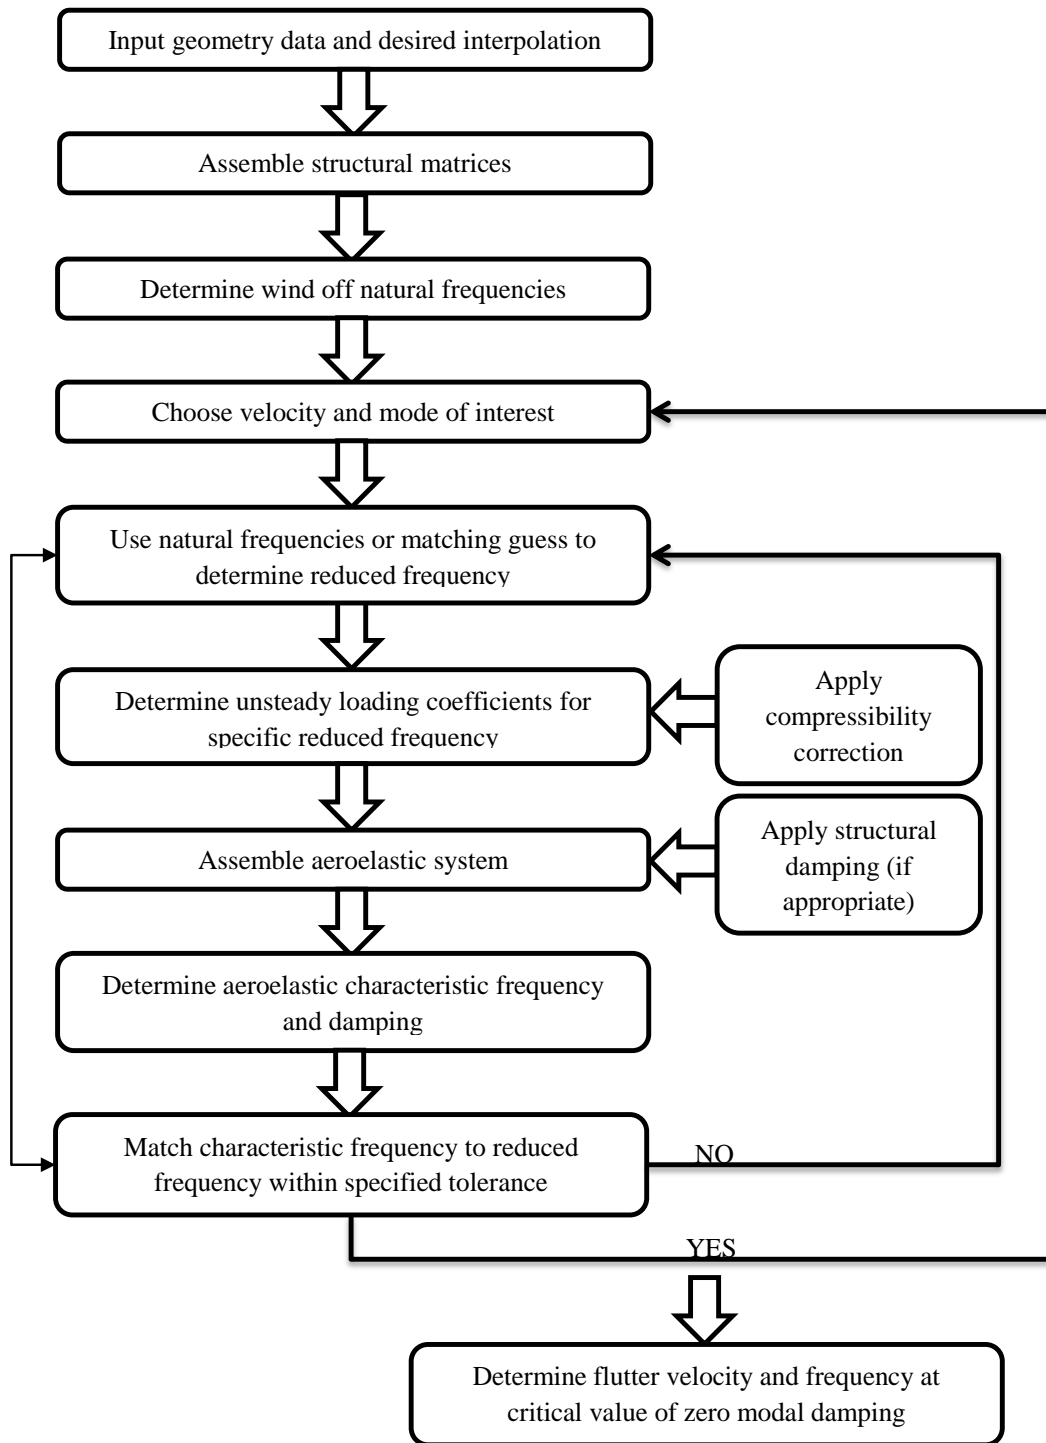 Input geometry data and desired interpolation
Assemble structural matrices
Determine wind off natural frequencies
Choose velocity and mode of interest
Use natural frequencies or matching guess to
determine reduced frequency
Determine unsteady loading coefficients for
specific reduced frequency
Apply
compressibility
correction
Assemble aeroelastic system
Apply structural
damping (if
appropriate)
Determine aeroelastic characteristic frequency
and damping
Match characteristic frequency to reduced
frequency within specified tolerance
NO
YES
Determine flutter velocity and frequency at
critical value of zero modal damping